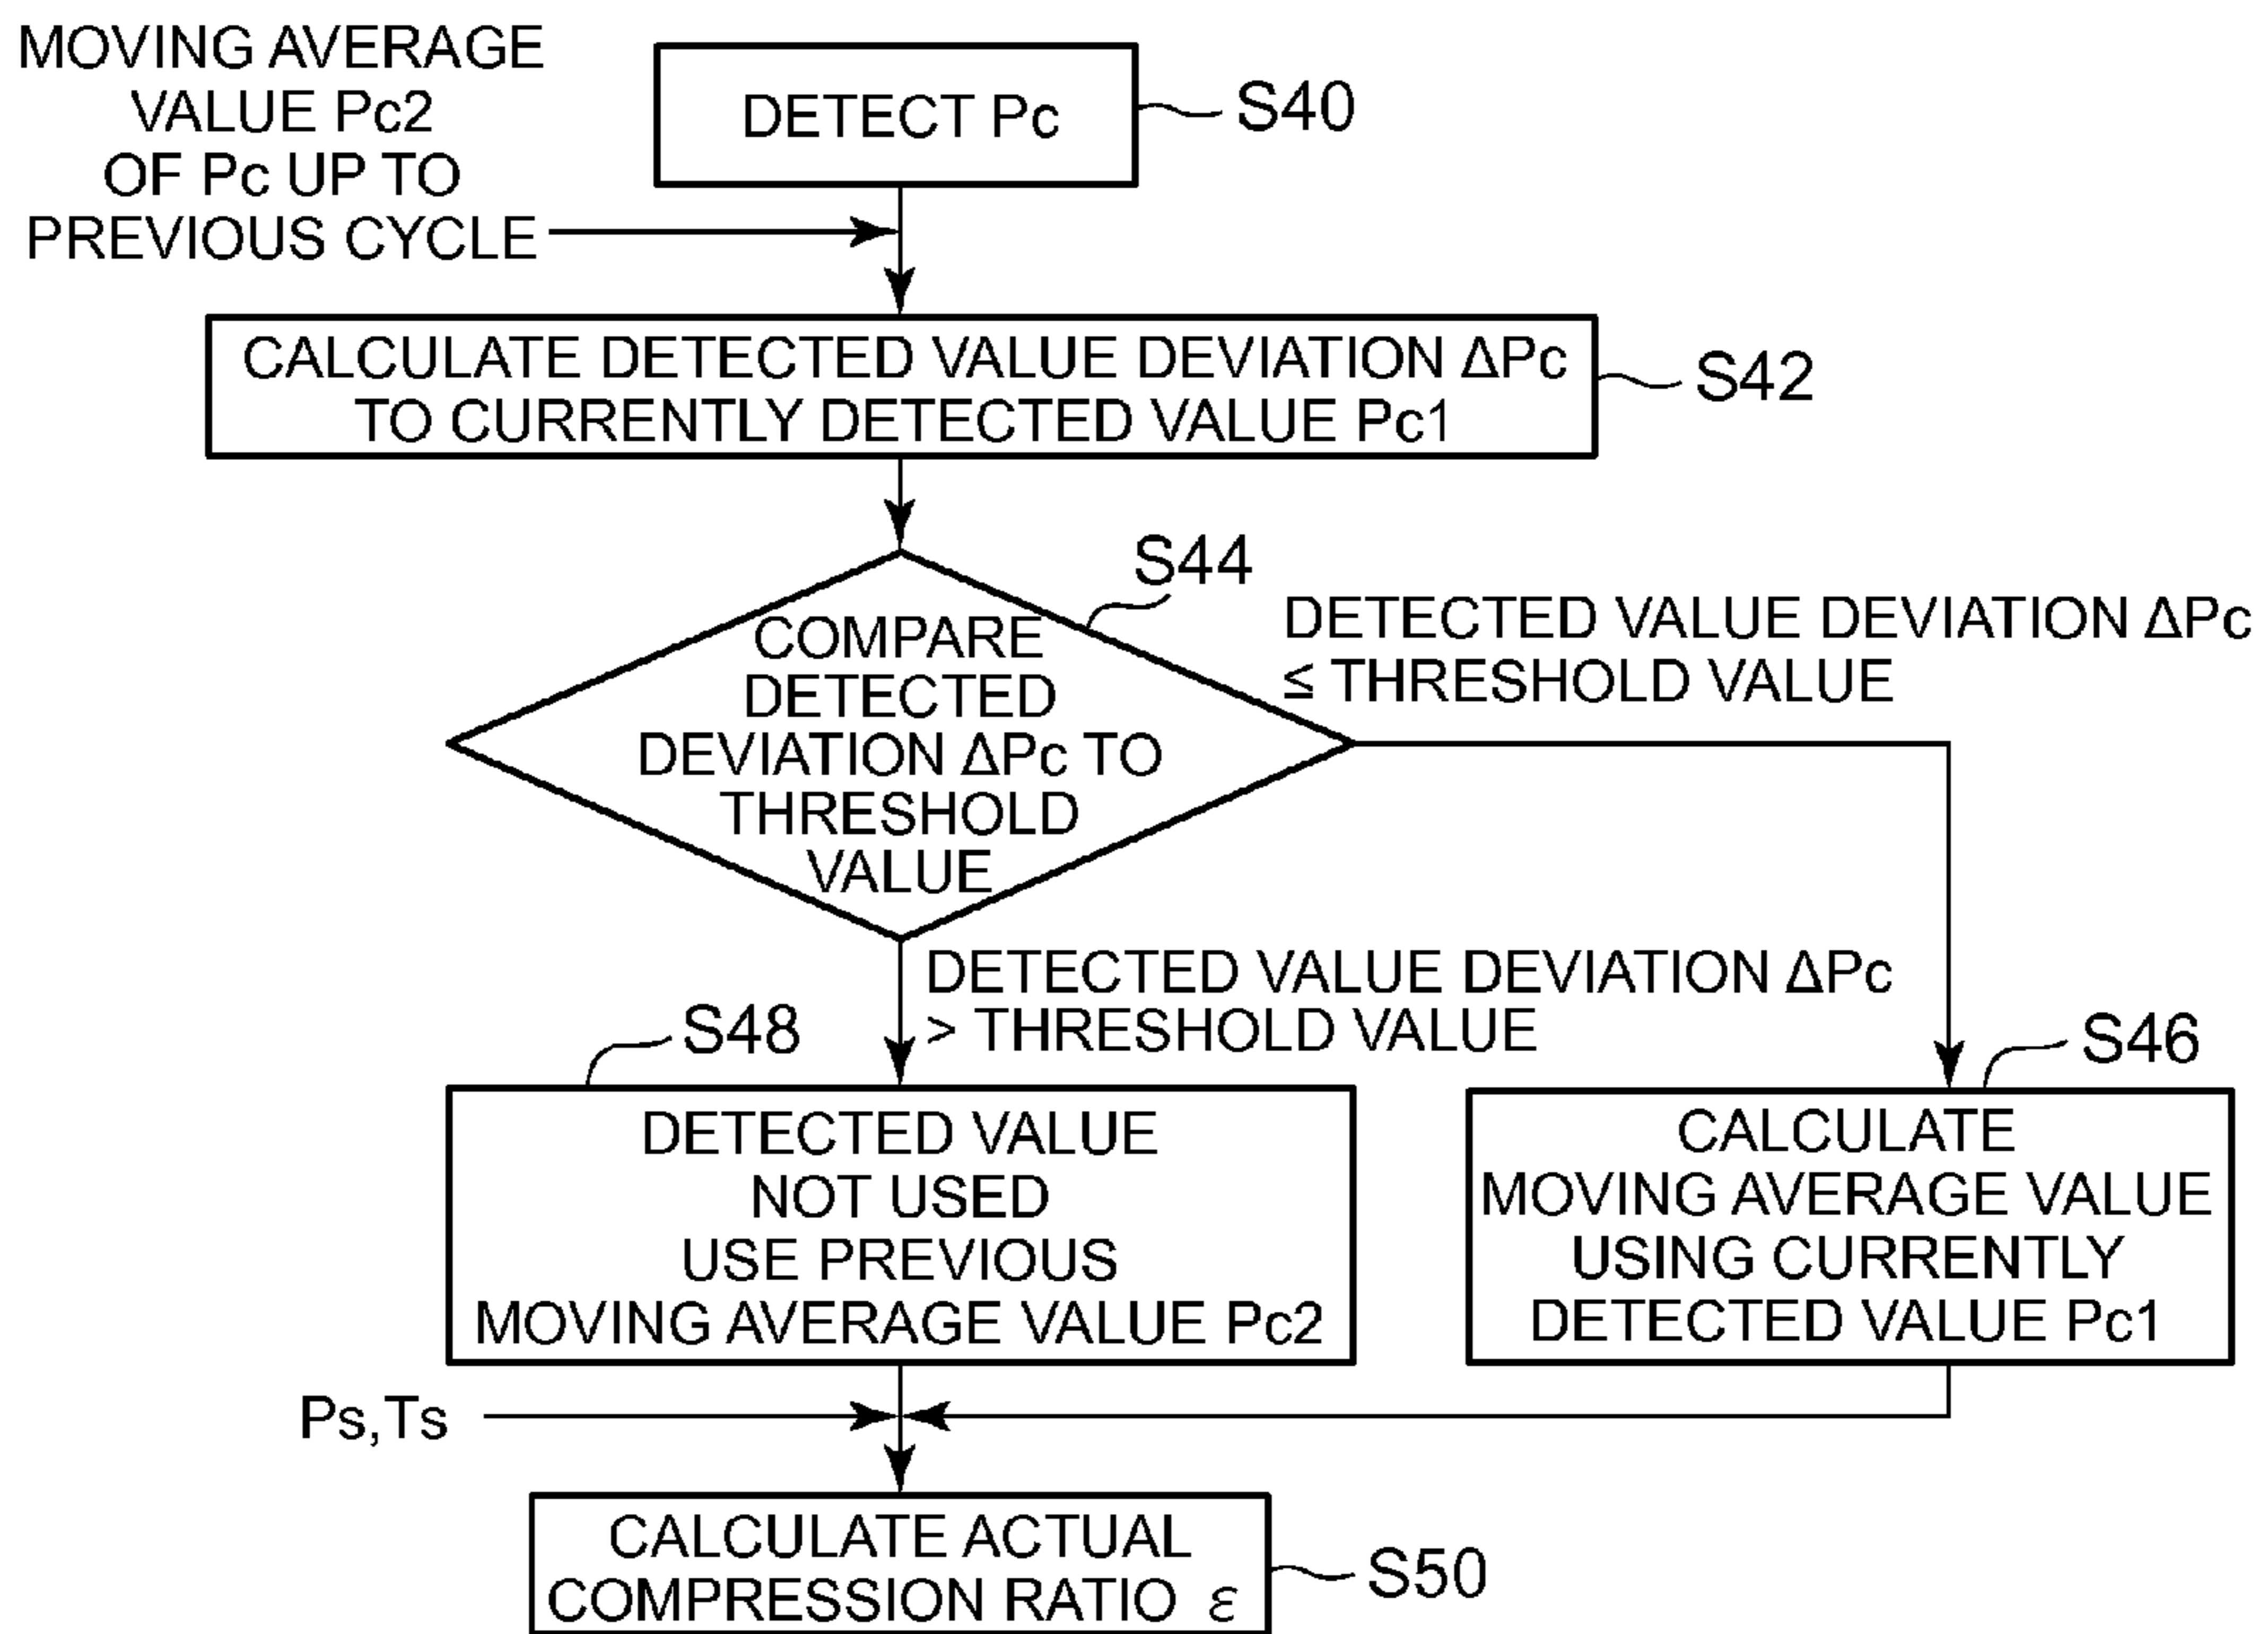 MOVING AVERAGE
VALUE Pc2
OF Pc UP TO
PREVIOUS CYCLE
DETECT Pc
S40
CALCULATE DETECTED VALUE DEVIATION ΔPc
TO CURRENTLY DETECTED VALUE Pc1
S42
S44
COMPARE
DETECTED
DEVIATION ΔPc TO
THRESHOLD
VALUE
DETECTED VALUE DEVIATION ΔPc
≤ THRESHOLD VALUE
DETECTED VALUE DEVIATION ΔPc
> THRESHOLD VALUE
S48
S46
DETECTED VALUE
NOT USED
USE PREVIOUS
MOVING AVERAGE VALUE Pc2
CALCULATE
MOVING AVERAGE VALUE
USING CURRENTLY
DETECTED VALUE Pc1
Ps,Ts
CALCULATE ACTUAL
COMPRESSION RATIO ε
S50